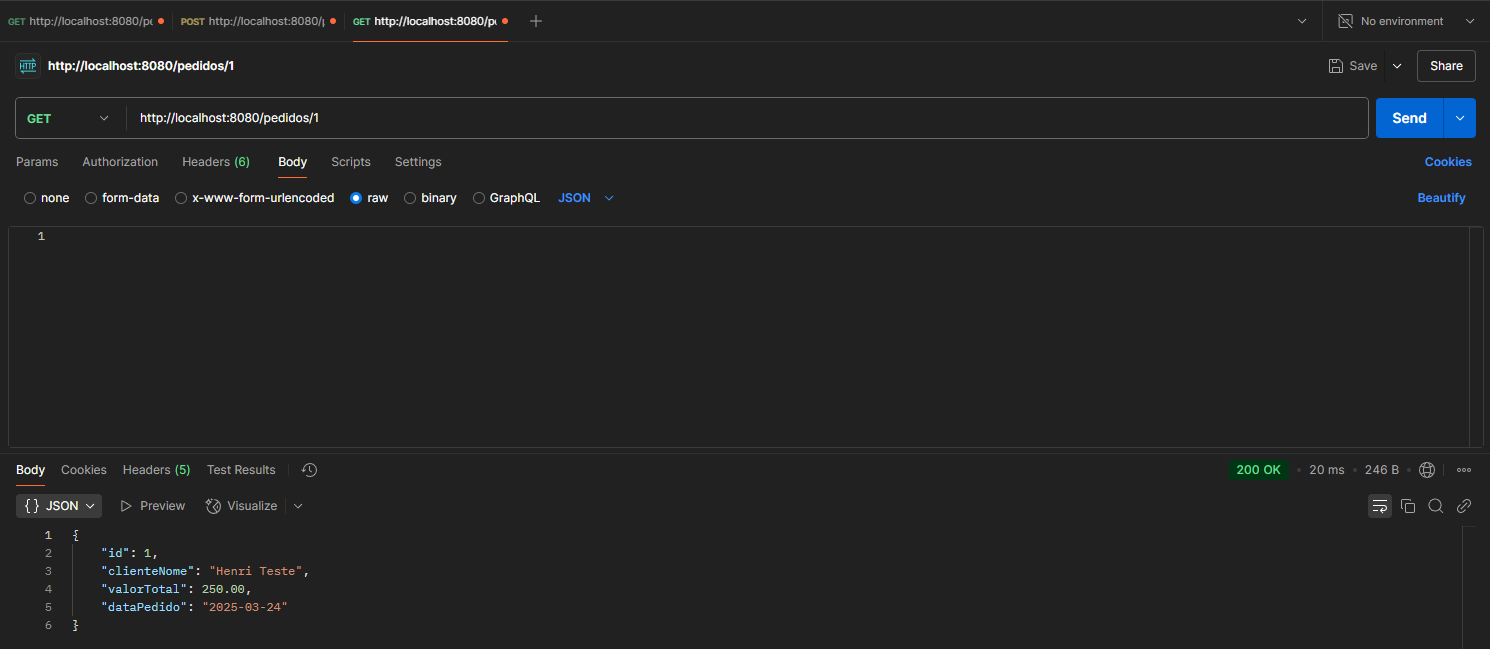 GET http://localhost:8080/pe POST http://localhost:8080/p GET http://localhost:8080/pe No environment
HTTP http://localhost:8080/pedidos/1 Save Share
GET http://localhost:8080/pedidos/1 Send
Params Authorization Headers (6) Body Scripts Settings Cookies
none form-data x-www-form-urlencoded raw binary GraphQL JSON Beautify
1
Body Cookies Headers (5) Test Results 200 OK • 20 ms • 246 B •
{} JSON Preview Visualize
1 {
2 "id": 1,
3 "clienteNome": "Henri Teste",
4 "valorTotal": 250.00,
5 "dataPedido": "2025-03-24"
6 }